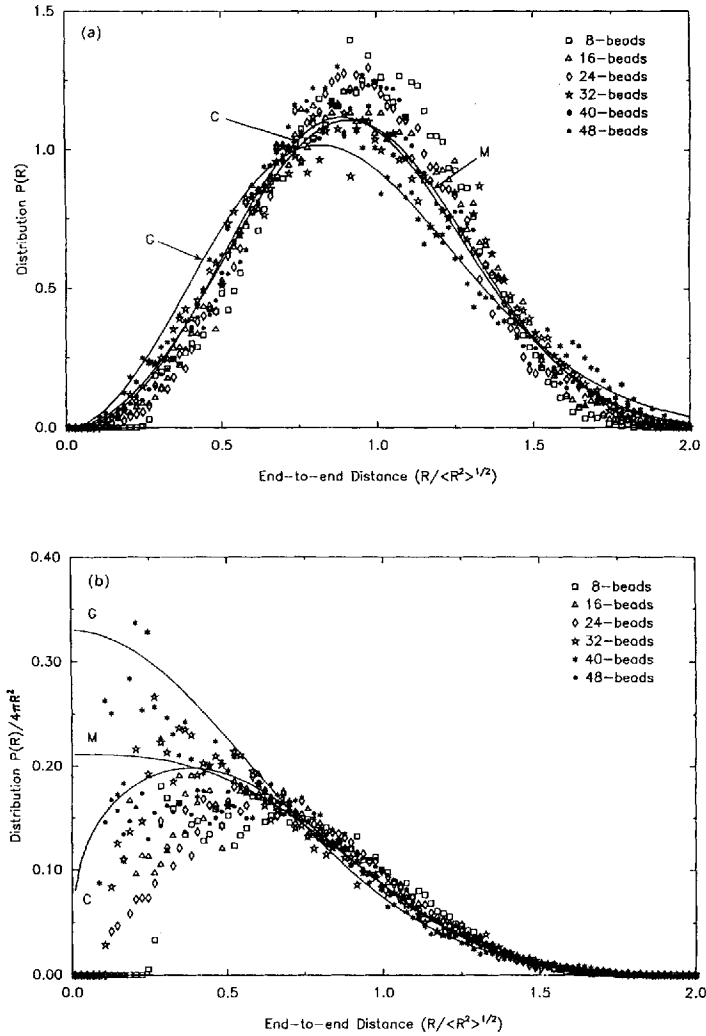 (a)
1.5
1.0
0.5
0.0
Distribution P(R)
C
G
M
8-beads
16-beads
24-beads
32-beads
40-beads
48-beads
0.0 0.5 1.0 1.5 2.0
End-to-end Distance (R/<R²>^1/2)
(b)
0.40
0.30
0.20
0.10
0.00
Distribution P(R)/4πR²
G
M
C
8-beads
16-beads
24-beads
32-beads
40-beads
48-beads
0.0 0.5 1.0 1.5 2.0
End-to-end Distance (R/<R²>^1/2)